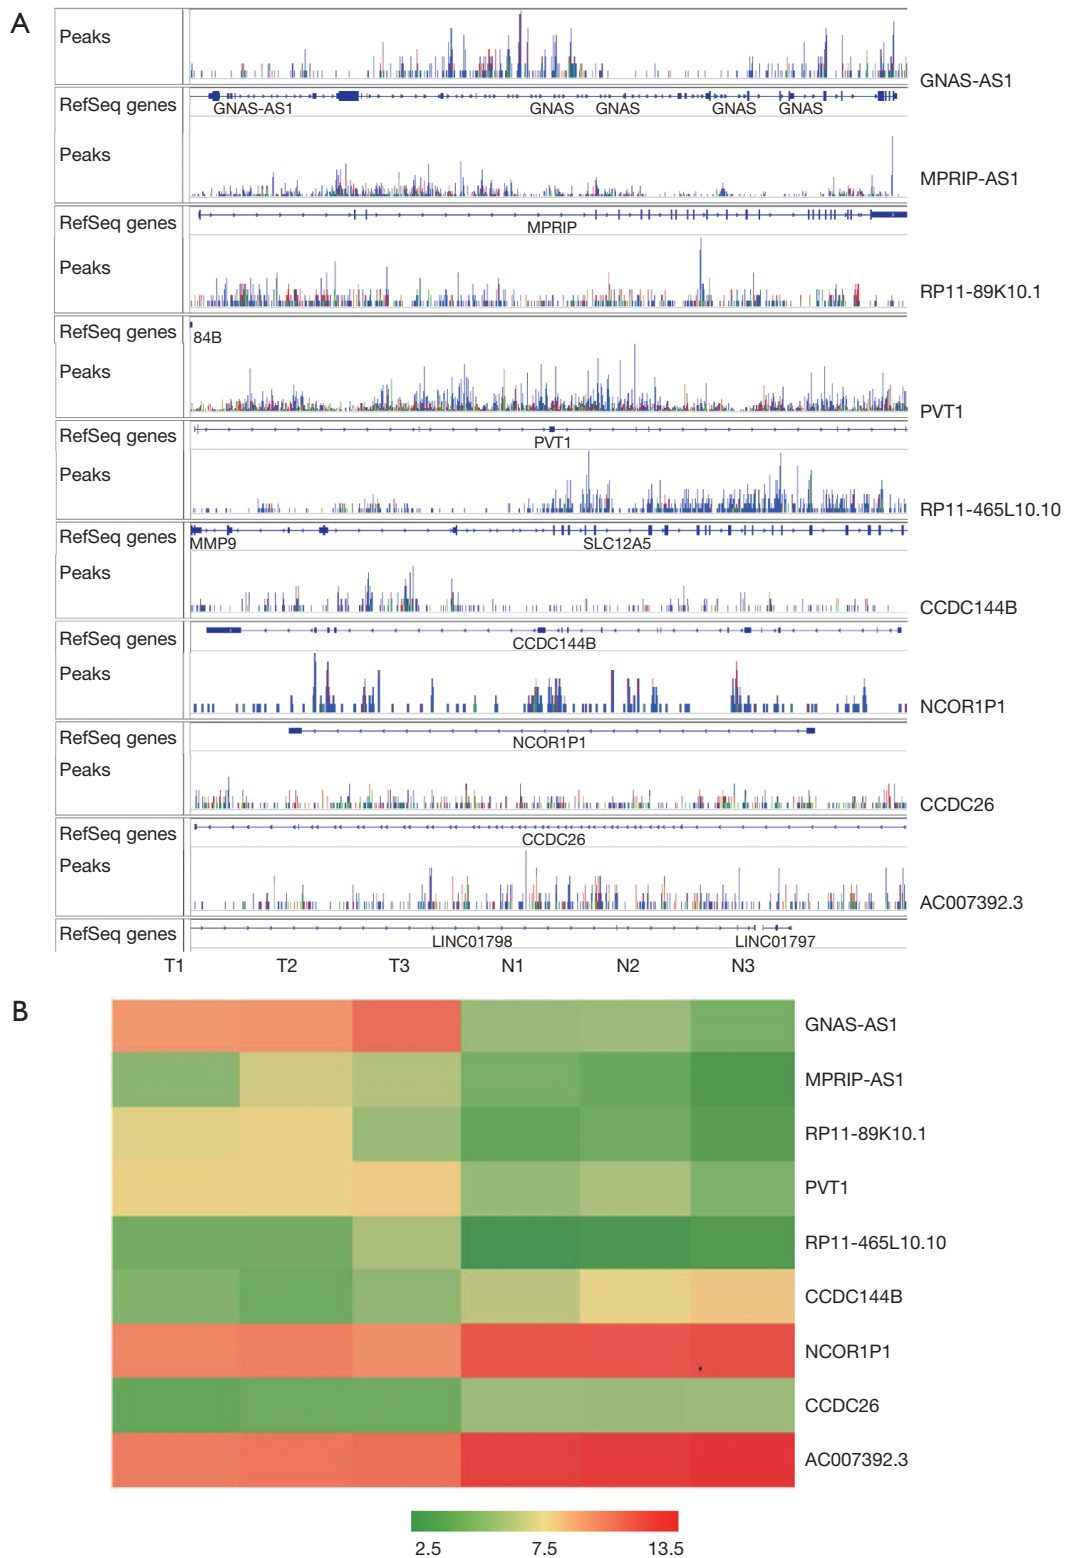 A
Peaks
GNAS-AS1
RefSeq genes
GNAS-AS1 GNAS GNAS GNAS GNAS
Peaks
MPRIP-AS1
RefSeq genes
MPRIP
Peaks
RP11-89K10.1
RefSeq genes
84B
Peaks
PVT1
RefSeq genes
PVT1
Peaks
RP11-465L10.10
RefSeq genes
MMP9 SLC12A5
Peaks
CCDC144B
RefSeq genes
CCDC144B
Peaks
NCOR1P1
RefSeq genes
NCOR1P1
Peaks
CCDC26
RefSeq genes
CCDC26
Peaks
AC007392.3
RefSeq genes
LINC01798 LINC01797
T1 T2 T3 N1 N2 N3
B
GNAS-AS1
MPRIP-AS1
RP11-89K10.1
PVT1
RP11-465L10.10
CCDC144B
NCOR1P1
CCDC26
AC007392.3
2.5 7.5 13.5